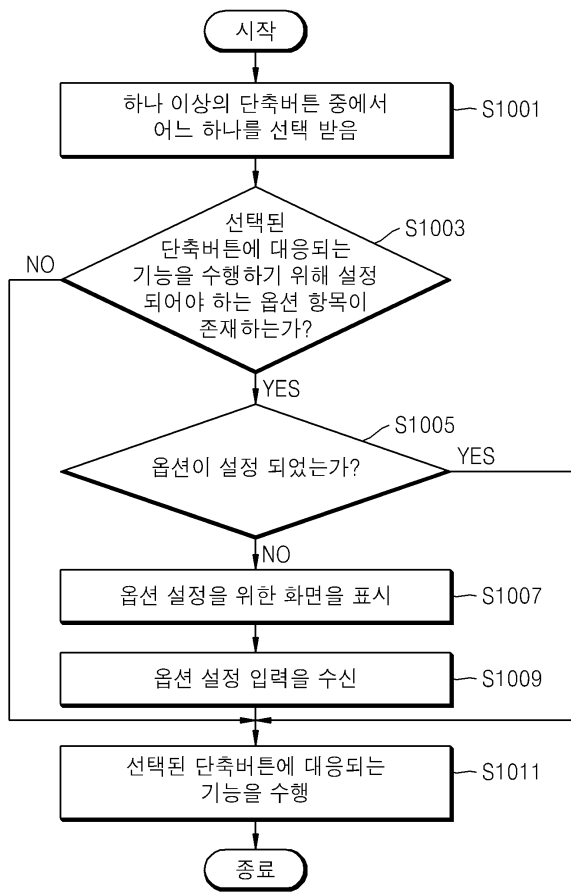 시작
하나 이상의 단축버튼 중에서
어느 하나를 선택 받음
S1001
선택된
단축버튼에 대응되는
기능을 수행하기 위해 설정
되어야 하는 옵션 항목이
존재하는가?
S1003
NO
YES
옵션이 설정 되었는가?
S1005
YES
NO
옵션 설정을 위한 화면을 표시
S1007
옵션 설정 입력을 수신
S1009
선택된 단축버튼에 대응되는
기능을 수행
S1011
종료